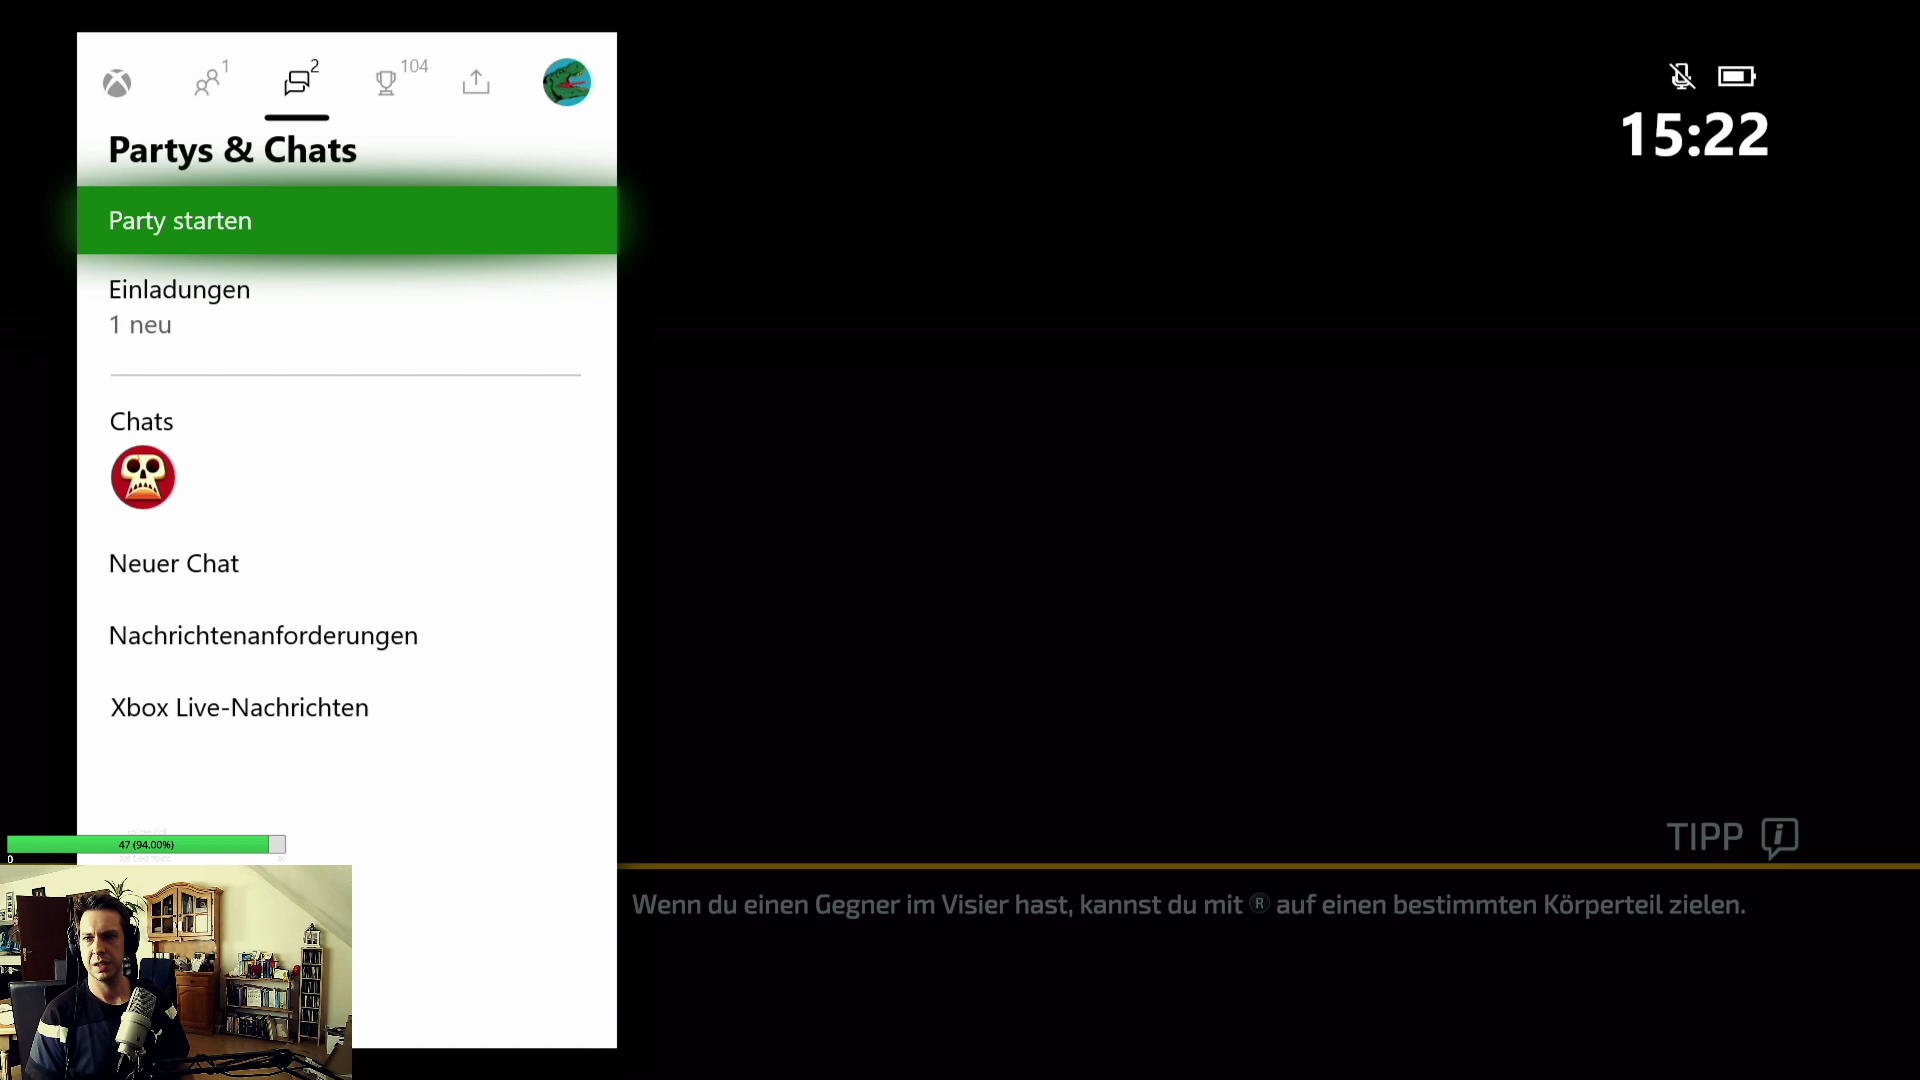 1
2
104
15:22
Partys & Chats
Party starten
Einladungen
1 neu
Chats
Neuer Chat
Nachrichtenanforderungen
Xbox Live-Nachrichten
47 (94.00%)
0
TIPP
Wenn du einen Gegner im Visier hast, kannst du mit R auf einen bestimmten Körperteil zielen.